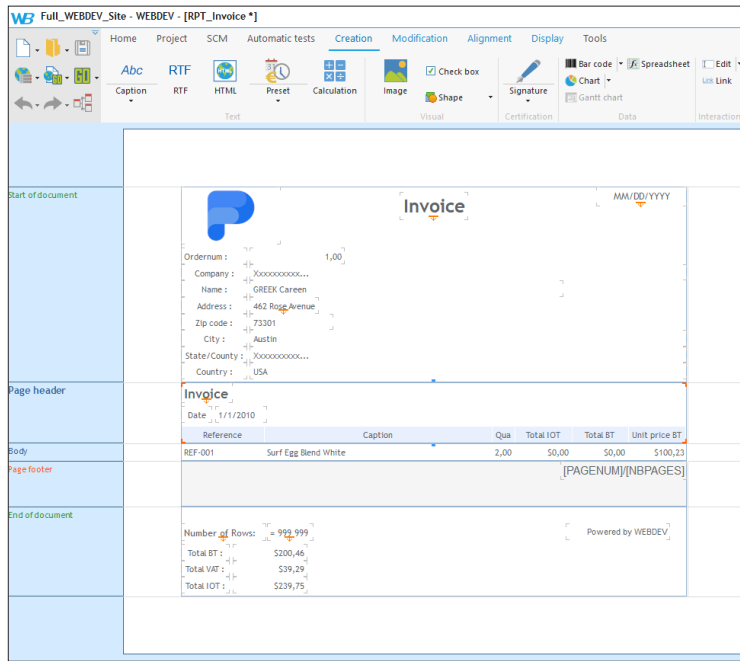 WB Full_WEBDEV_Site - WEBDEV - [RPT_Invoice *]
Home Project SCM Automatic tests Creation Modification Alignment Display Tools
Abc RTF Check box Bar code Spreadsheet Edit
Chart Link Link
Caption RTF HTML Preset Calculation Image Shape Signature Gantt chart
Text Visual Certification Data Interaction
Start of document
Invoice
MM/DD/YYYY
Ordernum : 1,00
Company : Xxxxxxxxxx...
Name : GREEK Careen
Address : 462 Rose Avenue
Zip code : 73301
City : Austin
State/County : Xxxxxxxxxx...
Country : USA
Page header
Invoice
Date 1/1/2010
Reference Caption Qua Total IOT Total BT Unit price BT
Body
REF-001 Surf Egg Blend White 2,00 $0,00 $0,00 $100,23
Page footer
[PAGENUM]/[NBPAGES]
End of document
Number of Rows: = 999 999 Powered by WEBDEV
Total BT : $200,46
Total VAT : $39,29
Total IOT : $239,75